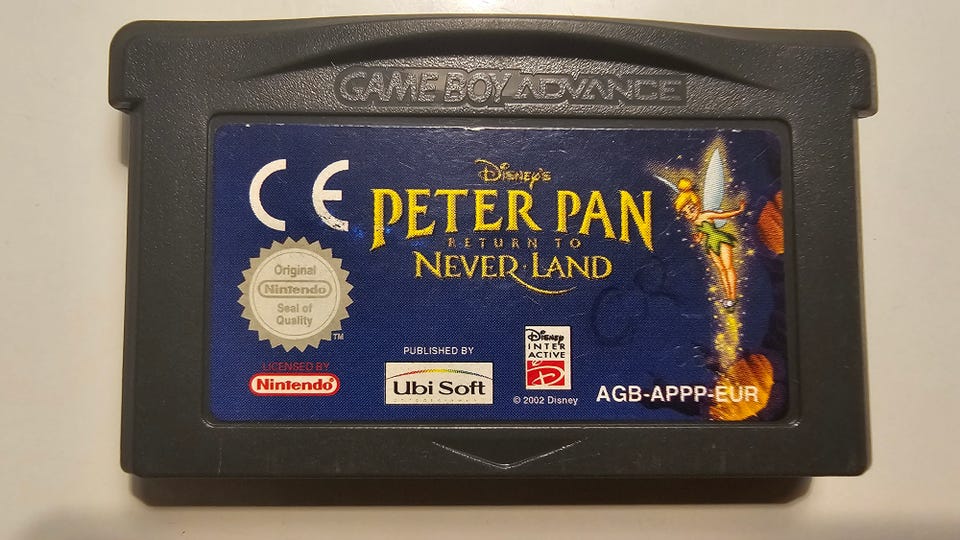 GAME BOY ADVANCE
CE
Disney's
PETER PAN
RETURN TO
NEVER LAND
Original
Nintendo
Seal of
Quality
TM
LICENSED BY
Nintendo®
PUBLISHED BY
Ubi Soft
Disney
INTER
ACTIVE
© 2002 Disney
AGB-APPP-EUR